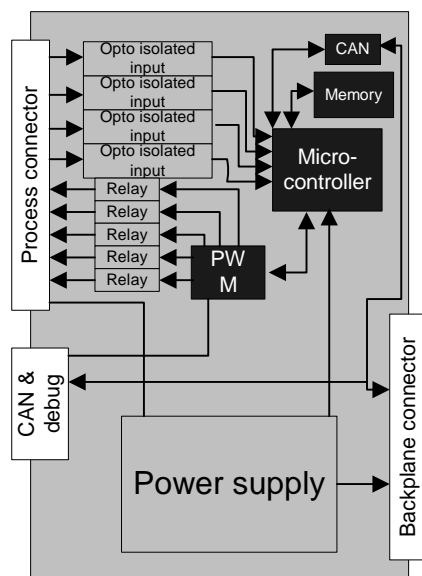 Process connector
Opto isolated
input
Opto isolated
input
Opto isolated
input
Opto isolated
input
Relay
Relay
Relay
Relay
Relay
CAN
Memory
Micro-
controller
PW
M
CAN &
debug
Power supply
Backplane connector